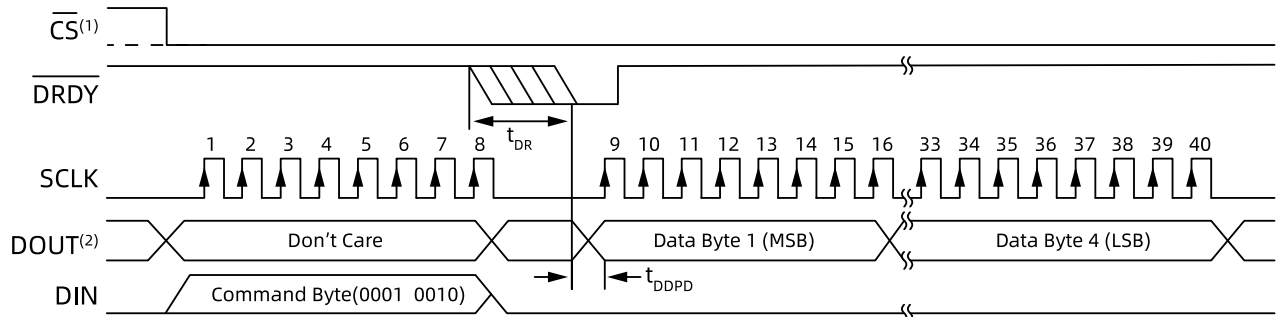 CS(1)
DRDY
tDR
1 2 3 4 5 6 7 8 9 10 11 12 13 14 15 16 33 34 35 36 37 38 39 40
SCLK
DOUT(2) Don't Care Data Byte 1 (MSB) Data Byte 4 (LSB)
tDDPD
DIN Command Byte(0001 0010)